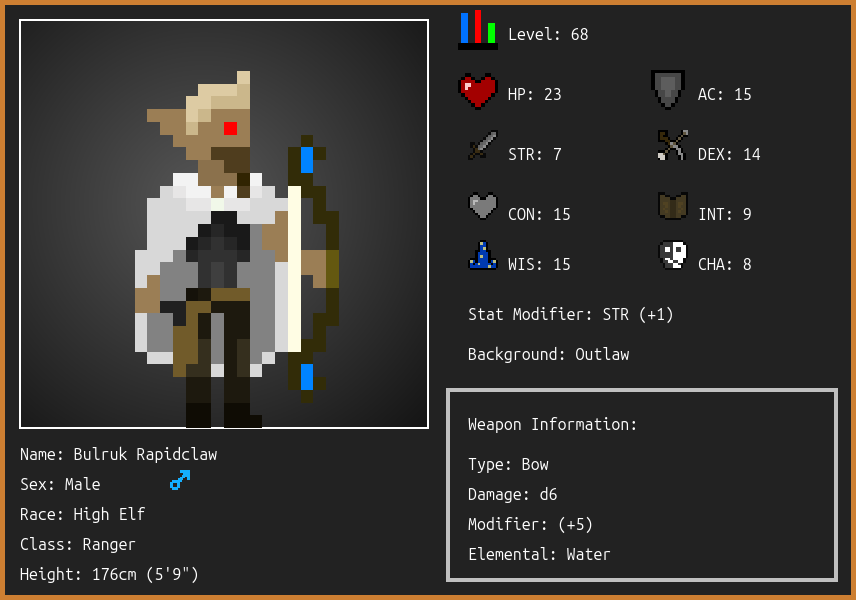 Level: 68
HP: 23
AC: 15
STR: 7
DEX: 14
CON: 15
INT: 9
WIS: 15
CHA: 8
Stat Modifier: STR (+1)
Background: Outlaw
Weapon Information:
Type: Bow
Damage: d6
Modifier: (+5)
Elemental: Water
Name: Bulruk Rapidclaw
Sex: Male
Race: High Elf
Class: Ranger
Height: 176cm (5'9")